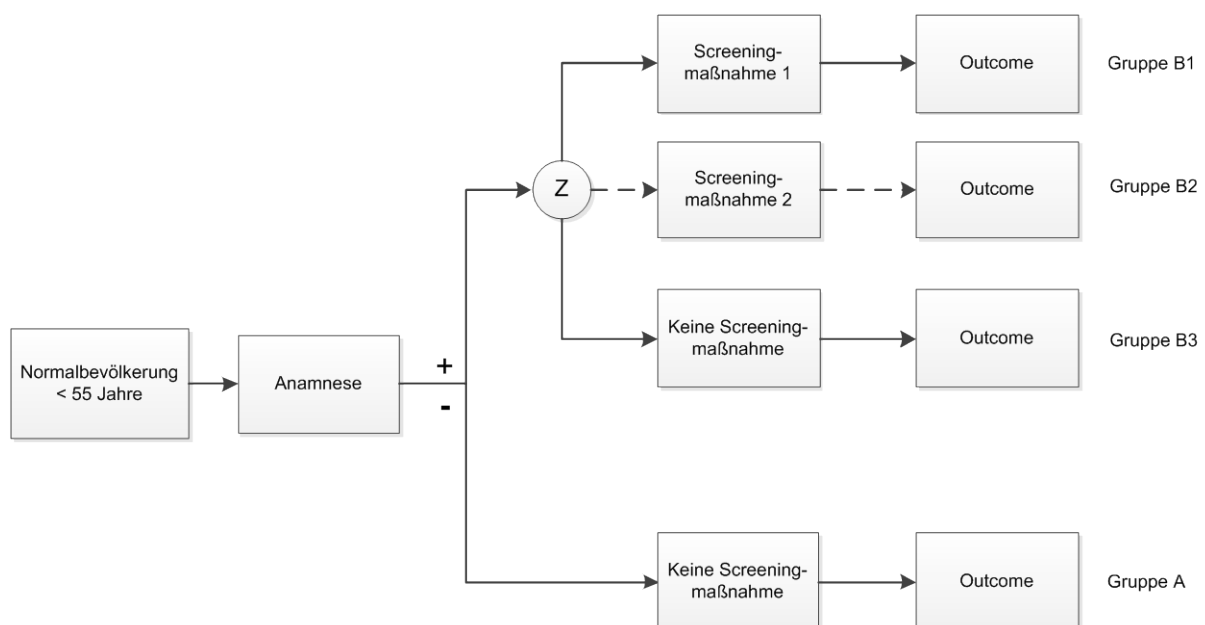 Screening-
maßnahme 1
Outcome
Gruppe B1
Z
Screening-
maßnahme 2
Outcome
Gruppe B2
Keine Screening-
maßnahme
Outcome
Gruppe B3
Normalbevölkerung
< 55 Jahre
Anamnese
+
-
Keine Screening-
maßnahme
Outcome
Gruppe A